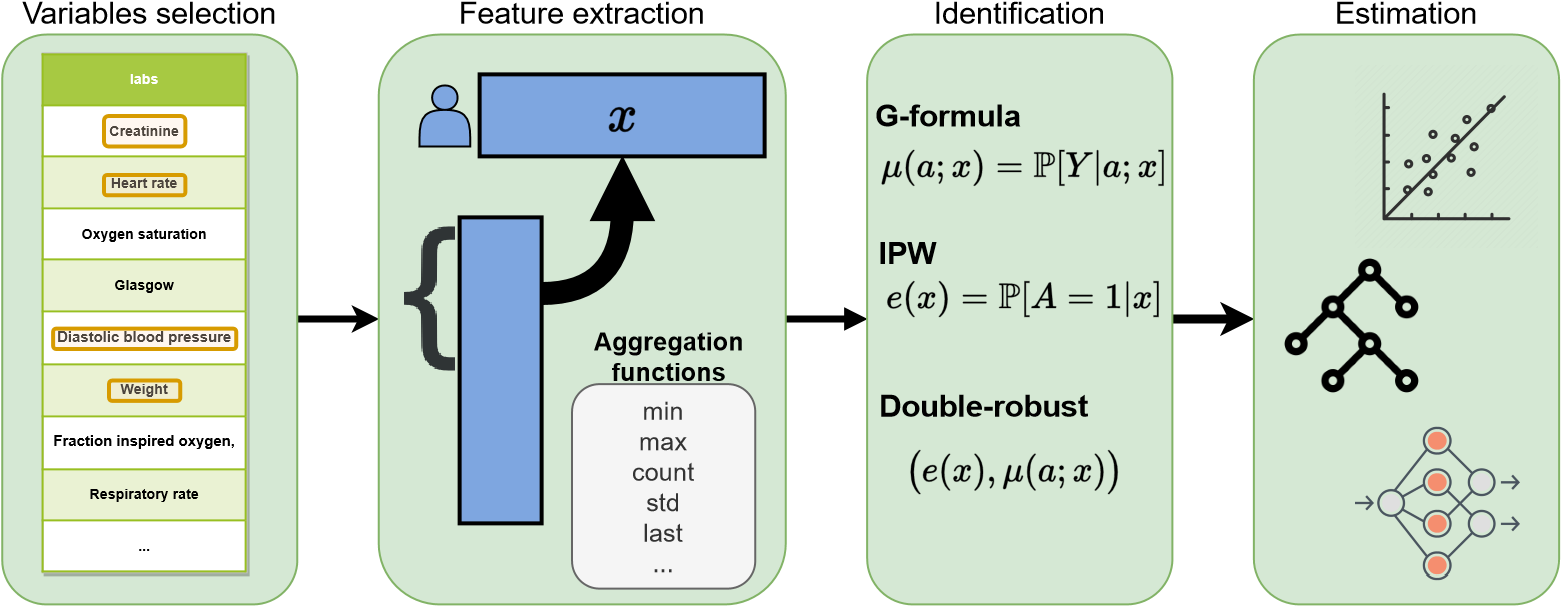 Variables selection
labs
Creatinine
Heart rate
Oxygen saturation
Glasgow
Diastolic blood pressure
Weight
Fraction inspired oxygen,
Respiratory rate
...
Feature extraction
x
{
Aggregation
functions
min
max
count
std
last
...
Identification
G-formula
μ(a; x) = ℙ[Y|a; x]
IPW
e(x) = ℙ[A = 1|x]
Double-robust
(e(x), μ(a; x))
Estimation